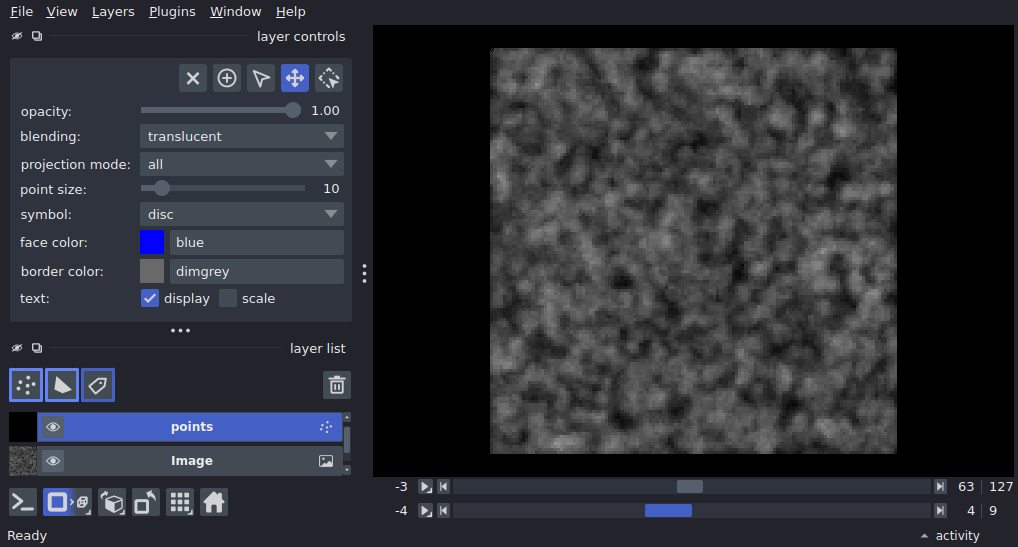 File View Layers Plugins Window Help
layer controls
opacity: 1.00
blending: translucent
projection mode: all
point size: 10
symbol: disc
face color: blue
border color: dimgrey
text: display scale
layer list
points
Image
-3 63 127
-4 4 9
Ready activity